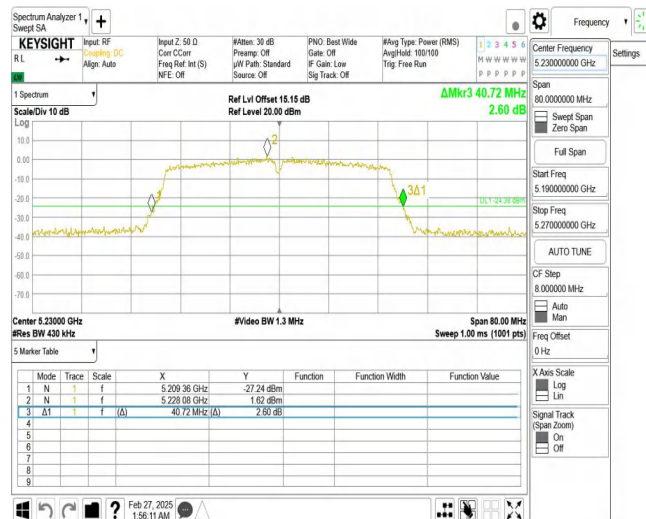 Spectrum Analyzer 1
Swept SA
Frequency
KEYSIGHT
R L
LW
Input: RF
Coupling: DC
Align: Auto
Input Z: 50 Ω
Corr CCorr
Freq Ref: Int (S)
NFE: Off
#Atten: 30 dB
Preamp: Off
µW Path: Standard
Source: Off
PNO: Best Wide
Gate: Off
IF Gain: Low
Sig Track: Off
#Avg Type: Power (RMS)
Avg|Hold: 100/100
Trig: Free Run
1 2 3 4 5 6
M W W W W W
P P P P P P
Center Frequency
5.230000000 GHz
Settings
Span
80.0000000 MHz
Swept Span
Zero Span
Full Span
Start Freq
5.190000000 GHz
Stop Freq
5.270000000 GHz
AUTO TUNE
CF Step
8.000000 MHz
Auto
Man
Freq Offset
0 Hz
X Axis Scale
Log
Lin
Signal Track
(Span Zoom)
On
Off
1 Spectrum
Scale/Div 10 dB
Ref Lvl Offset 15.15 dB
Ref Level 20.00 dBm
ΔMkr3 40.72 MHz
2.60 dB
Log
10.0
0.00
-10.0
-20.0
-30.0
-40.0
-50.0
-60.0
-70.0
1
2
3Δ1
Center 5.23000 GHz
#Res BW 430 kHz
#Video BW 1.3 MHz
Span 80.00 MHz
Sweep 1.00 ms (1001 pts)
5 Marker Table
Mode Trace Scale X Y Function Function Width Function Value
1 N 1 f 5.209 36 GHz -27.24 dBm
2 N 1 f 5.228 08 GHz 1.62 dBm
3 Δ1 1 f (Δ) 40.72 MHz (Δ) 2.60 dB
4
5
6
7
8
9
?
Feb 27, 2025
1:56:11 AM